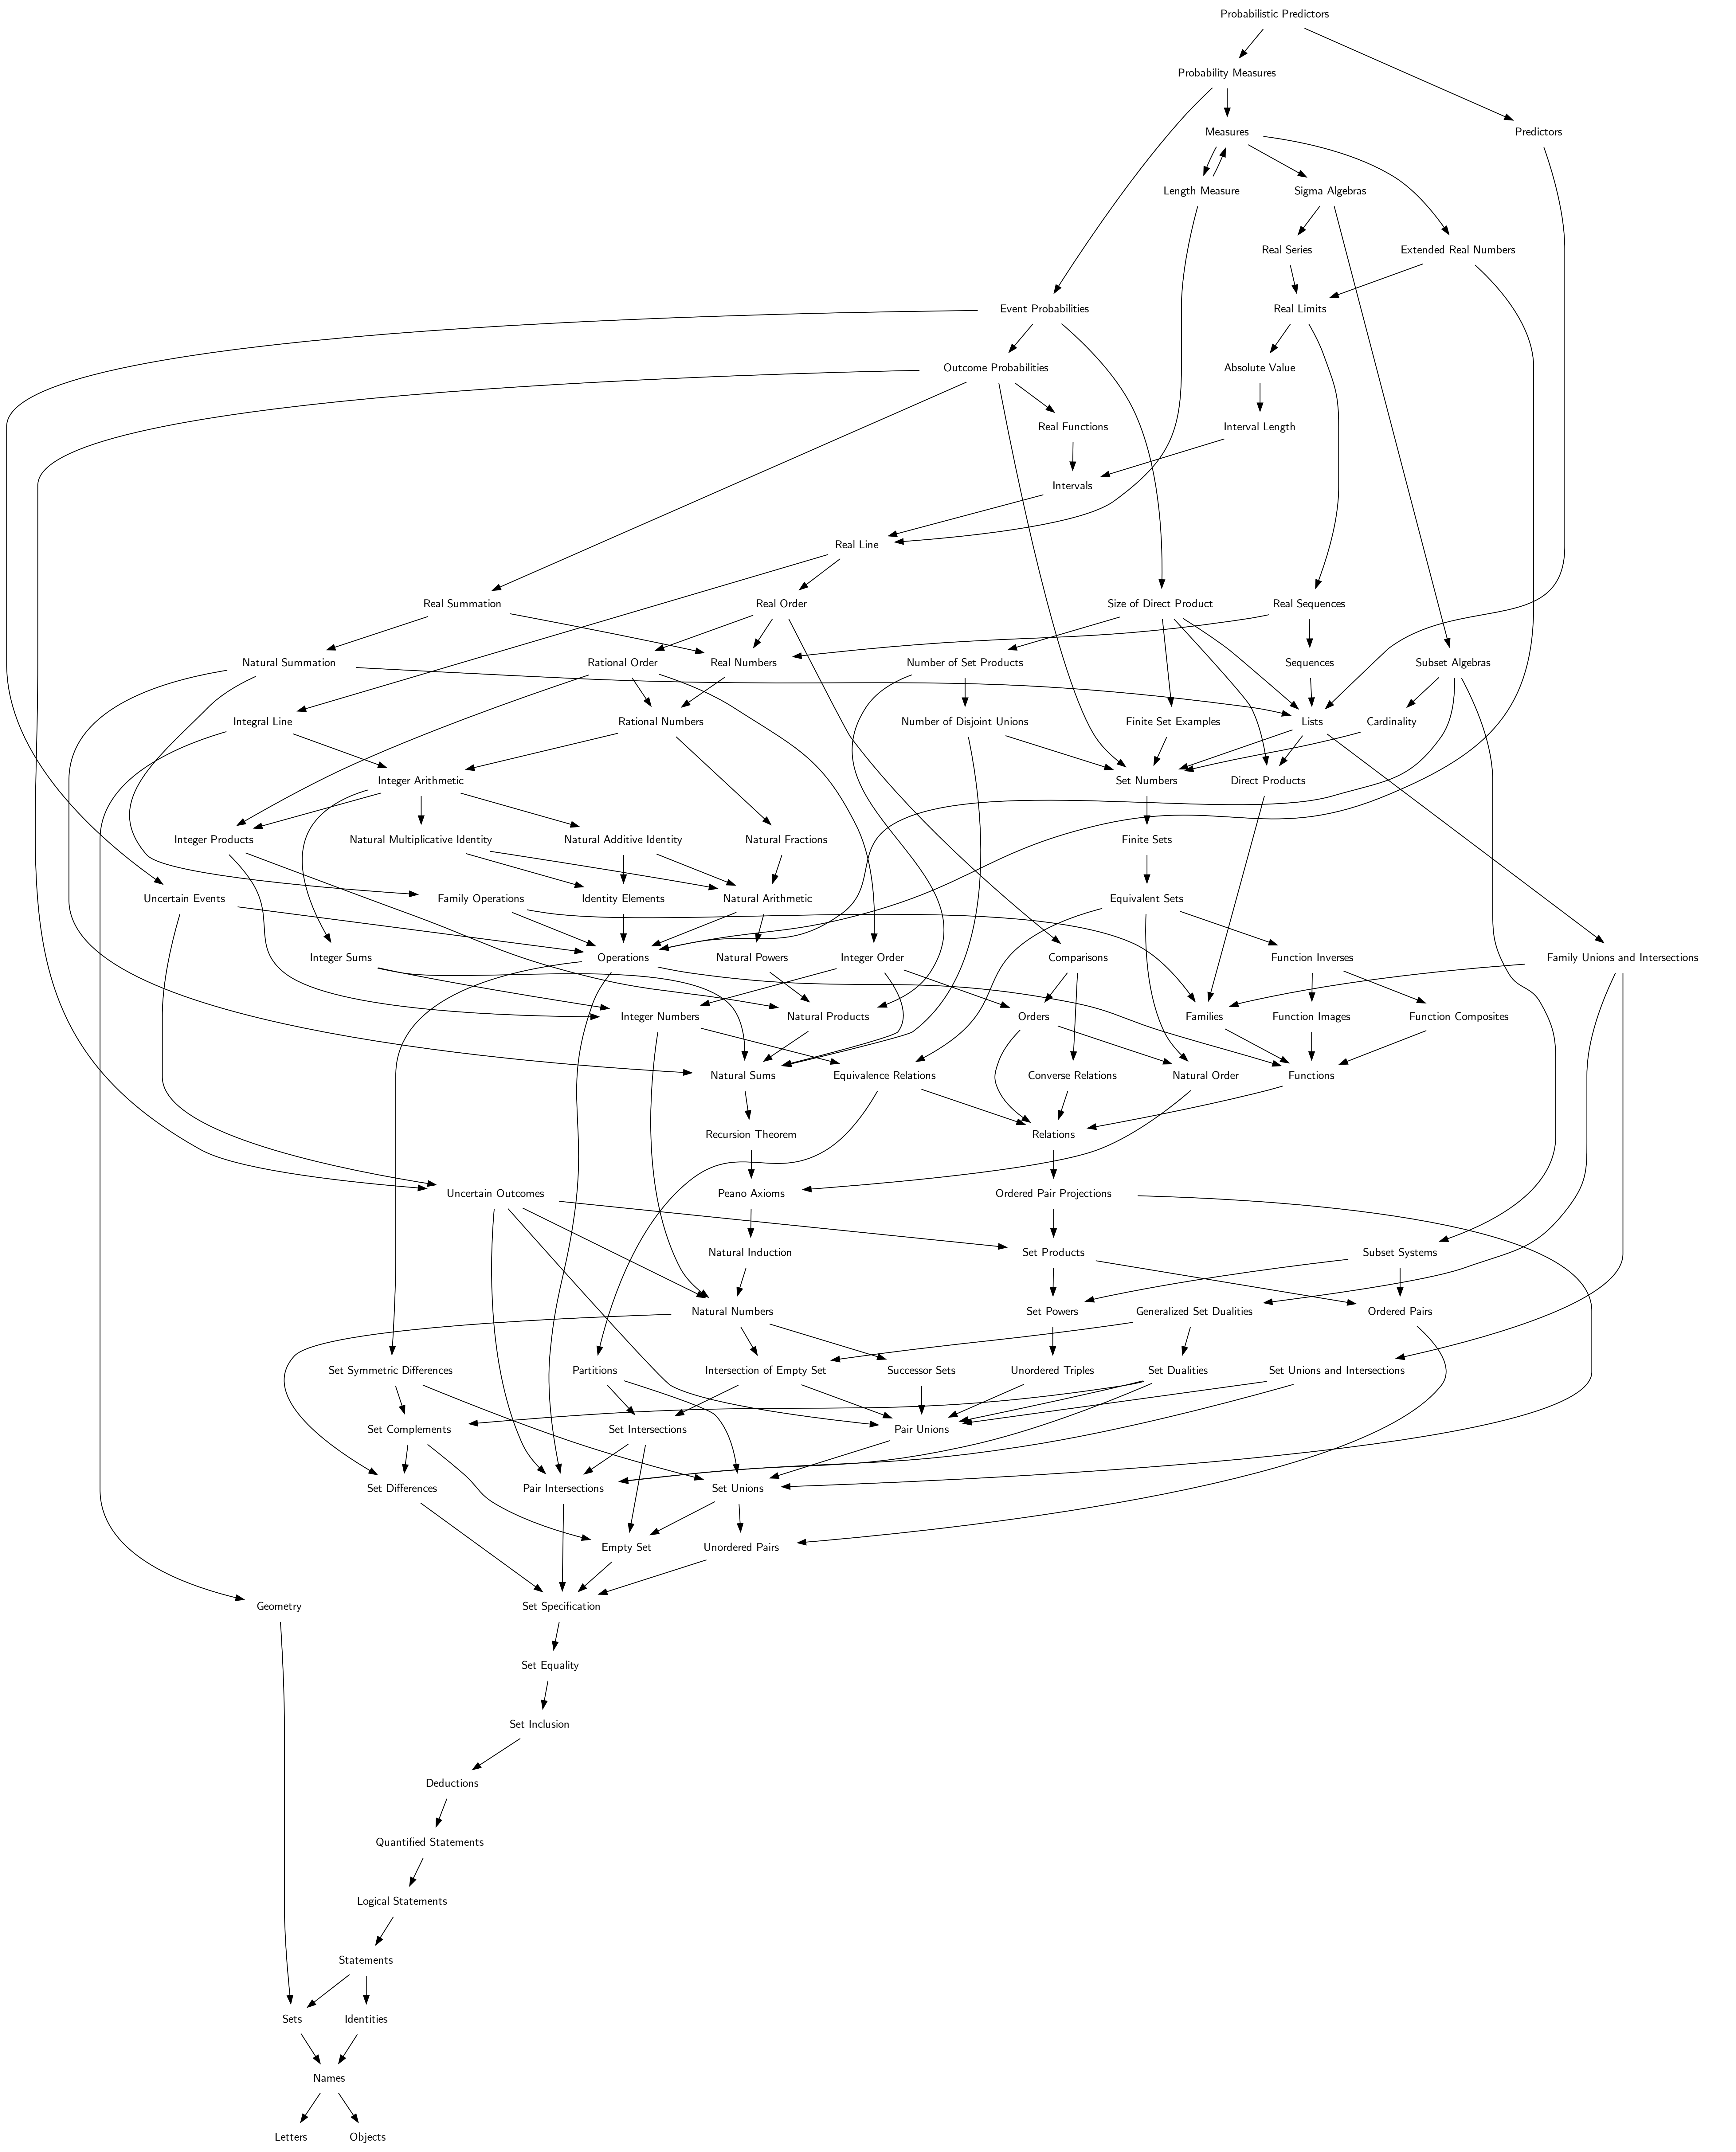 Probabilistic Predictors
Probability Measures
Measures
Predictors
Length Measure
Sigma Algebras
Real Series
Extended Real Numbers
Event Probabilities
Real Limits
Outcome Probabilities
Absolute Value
Real Functions
Interval Length
Intervals
Real Line
Real Summation
Real Order
Size of Direct Product
Real Sequences
Natural Summation
Rational Order
Real Numbers
Number of Set Products
Sequences
Subset Algebras
Integral Line
Rational Numbers
Number of Disjoint Unions
Finite Set Examples
Lists
Cardinality
Integer Arithmetic
Set Numbers
Direct Products
Integer Products
Natural Multiplicative Identity
Natural Additive Identity
Natural Fractions
Finite Sets
Uncertain Events
Family Operations
Identity Elements
Natural Arithmetic
Equivalent Sets
Integer Sums
Operations
Natural Powers
Integer Order
Comparisons
Function Inverses
Family Unions and Intersections
Integer Numbers
Natural Products
Orders
Families
Function Images
Function Composites
Natural Sums
Equivalence Relations
Converse Relations
Natural Order
Functions
Recursion Theorem
Relations
Uncertain Outcomes
Peano Axioms
Ordered Pair Projections
Natural Induction
Set Products
Subset Systems
Natural Numbers
Set Powers
Generalized Set Dualities
Ordered Pairs
Set Symmetric Differences
Partitions
Intersection of Empty Set
Successor Sets
Unordered Triples
Set Dualities
Set Unions and Intersections
Set Complements
Set Intersections
Pair Unions
Set Differences
Pair Intersections
Set Unions
Empty Set
Unordered Pairs
Geometry
Set Specification
Set Equality
Set Inclusion
Deductions
Quantified Statements
Logical Statements
Statements
Sets
Identities
Names
Letters
Objects